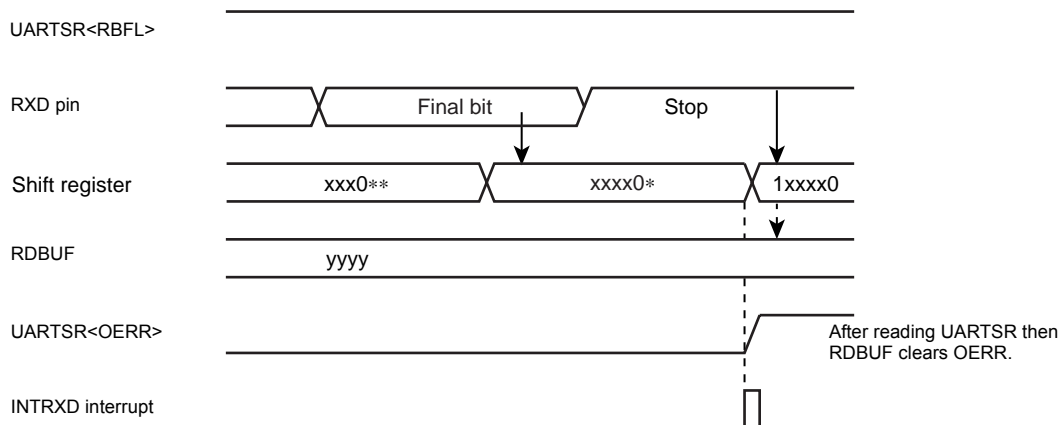 UARTSR<RBFL>
RXD pin
Final bit
Stop
Shift register
xxx0**
xxxx0*
1xxxx0
RDBUF
yyyy
UARTSR<OERR>
After reading UARTSR then
RDBUF clears OERR.
INTRXD interrupt